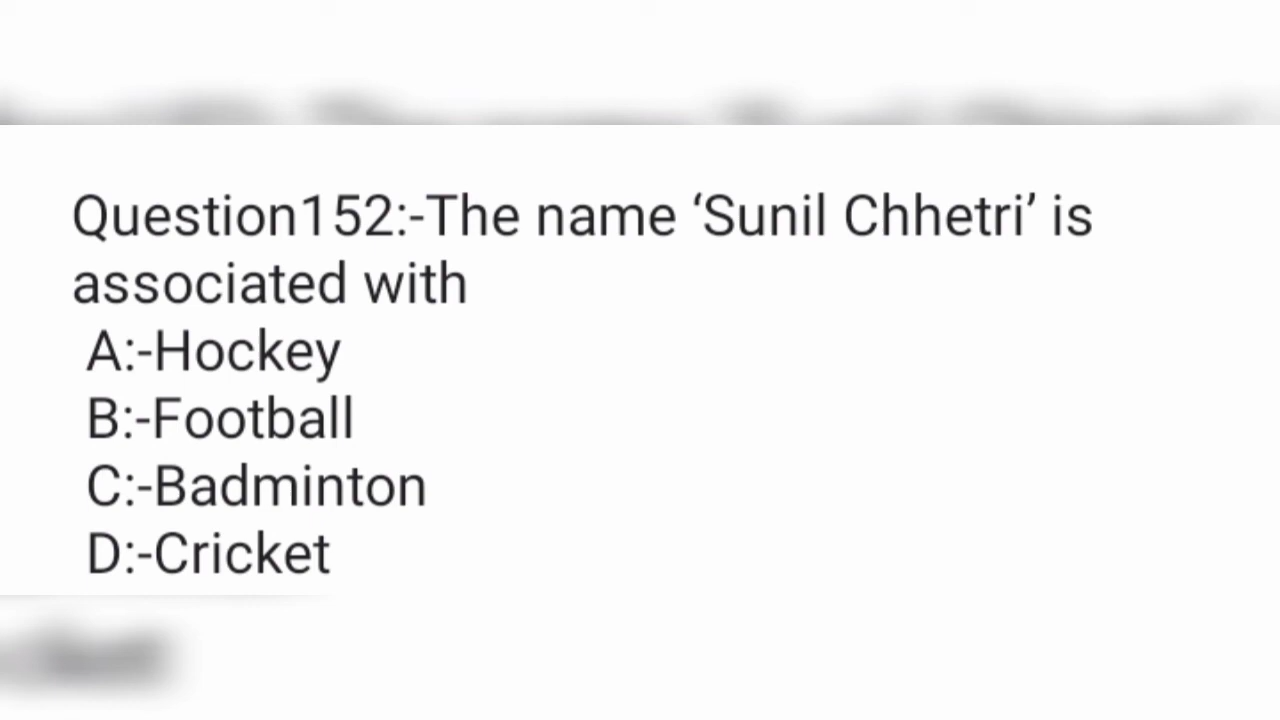 Question152:-The name ‘Sunil Chhetri’ is
associated with
A:-Hockey
B:-Football
C:-Badminton
D:-Cricket